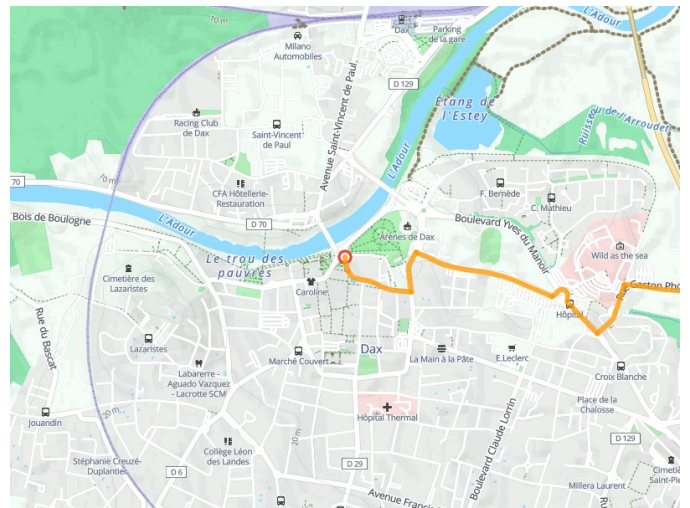 10 m
Milano
Automobiles
Dax
Parking
de la gare
L'Adour
D 129
Étang de
l'Estey
Racing Club
de Dax
Saint-Vincent
de Paul
Avenue Saint-Vincent de Paul
Ruisseau de l'Arroudet
L'Adour
70
10 m
CFA Hôtellerie-
Restauration
F. Bernède
C. Mathieu
Bois de Boulogne
L'Adour
D 70
Arènes de Dax
Boulevard Yves du Manoir
Wild as the sea
Le trou des
pauvres
Cimetière des
Lazaristes
Caroline
Hôpital
Rue du Bascat
Lazaristes
Marché Couvert
Dax
La Main à la Pâte
E.Leclerc
Croix Blanche
Labarerre -
Aguado Vazquez
- Lacrotte SCM
Place de la
Chalosse
Jouandin
20 m
Hôpital Thermal
Boulevard Claude Lorrin
20 m
Collège Léon
des Landes
D 129
Stéphanie Creuzé-
Duplantier
D 6
D 29
Cimetière
Saint-Pie
Millera Laurent